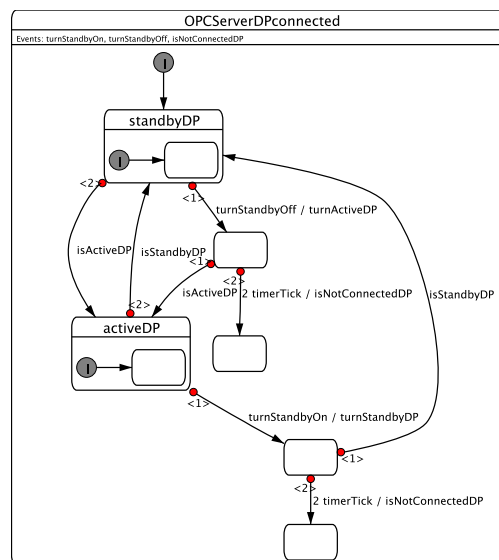 OPCServerDPconnected
Events: turnStandbyOn, turnStandbyOff, isNotConnectedDP
I
standbyDP
I
<2>
<1>
turnStandbyOff / turnActiveDP
isActiveDP
isStandbyDP
<1>
<2>
isActiveDP
2 timerTick / isNotConnectedDP
isStandbyDP
<2>
activeDP
I
<1>
turnStandbyOn / turnStandbyDP
<1>
<2>
2 timerTick / isNotConnectedDP